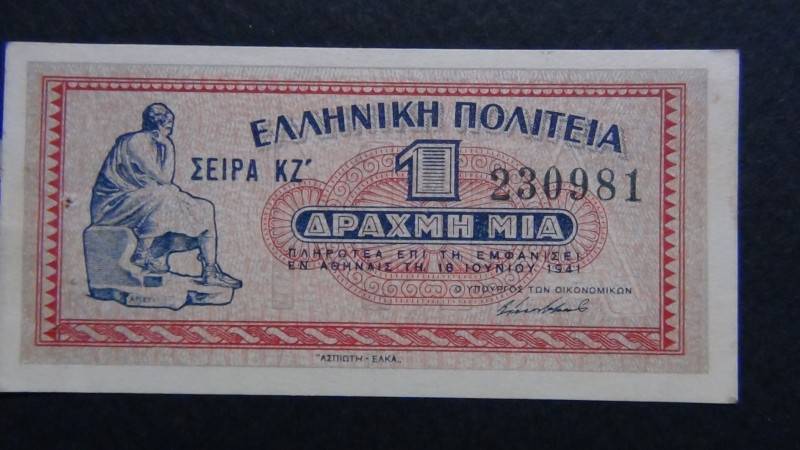 ΕΛΛΗΝΙΚΗ ΠΟΛΙΤΕΙΑ
ΣΕΙΡΑ ΚΖ' 1 230981
ΔΡΑΧΜΗ ΜΙΑ
ΠΛΗΡΩΤΕΑ ΕΠΙ ΤΗ ΕΜΦΑΝΙΣΕΙ
ΕΝ ΑΘΗΝΑΙΣ ΤΗ 18 ΙΟΥΝΙΟΥ 1941
Ο ΥΠΟΥΡΓΟΣ ΤΩΝ ΟΙΚΟΝΟΜΙΚΩΝ
"ΑΣΠΙΩΤΗ - ΕΛΚΑ„